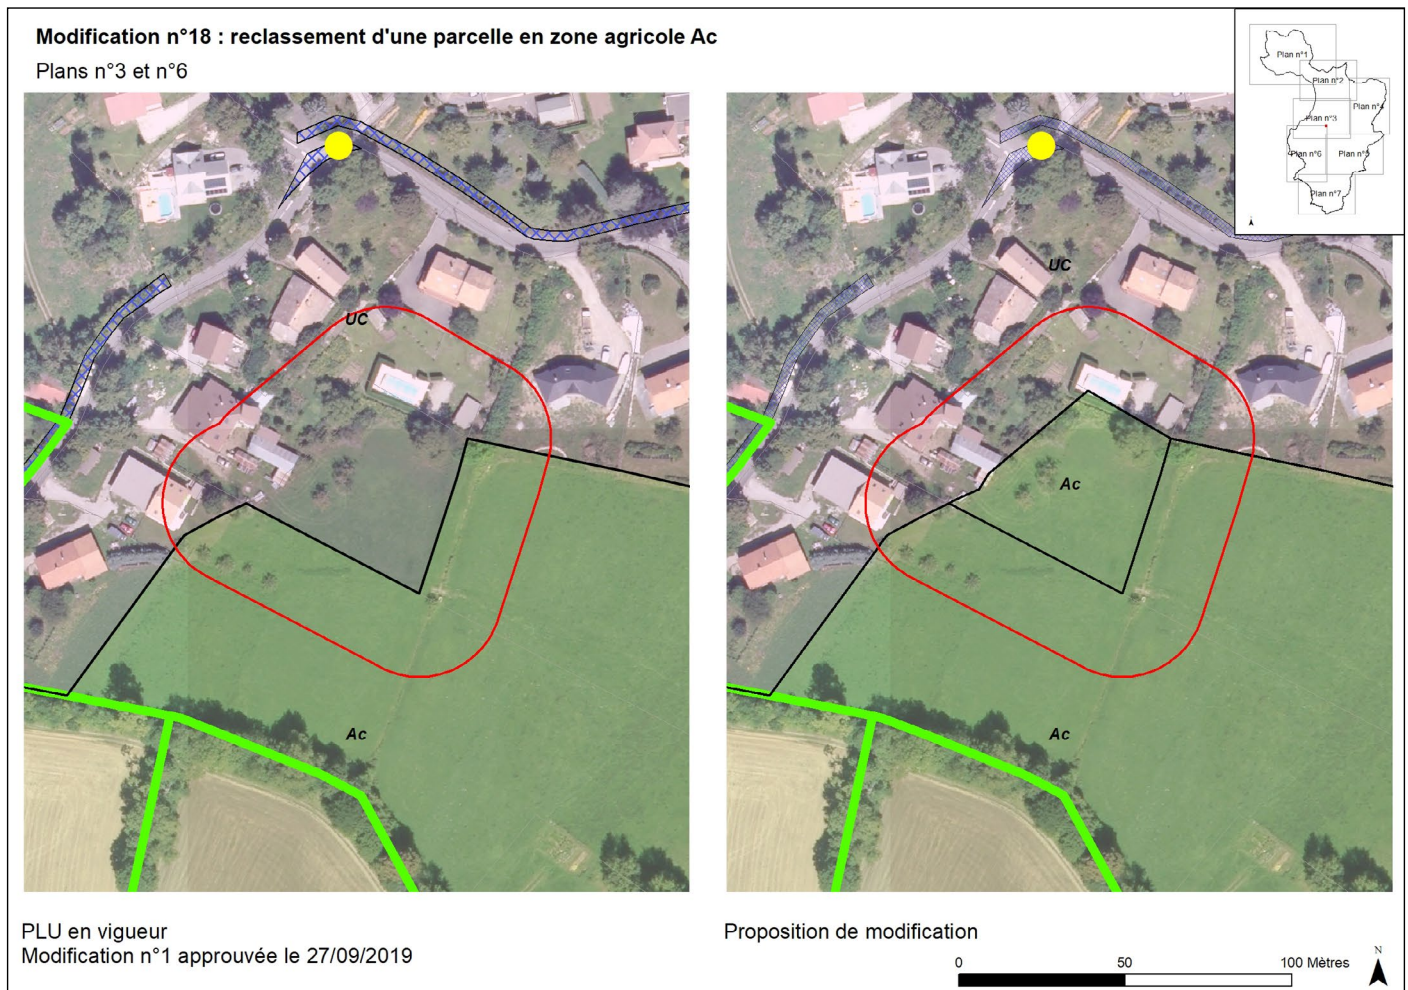 Modification n°18 : reclassement d'une parcelle en zone agricole Ac
Plans n°3 et n°6
Plan n°1
Plan n°2
Plan n°4
Plan n°3
Plan n°6
Plan n°5
Plan n°7
UC
Ac
UC
Ac
Ac
PLU en vigueur
Modification n°1 approuvée le 27/09/2019
Proposition de modification
0 50 100 Mètres
N